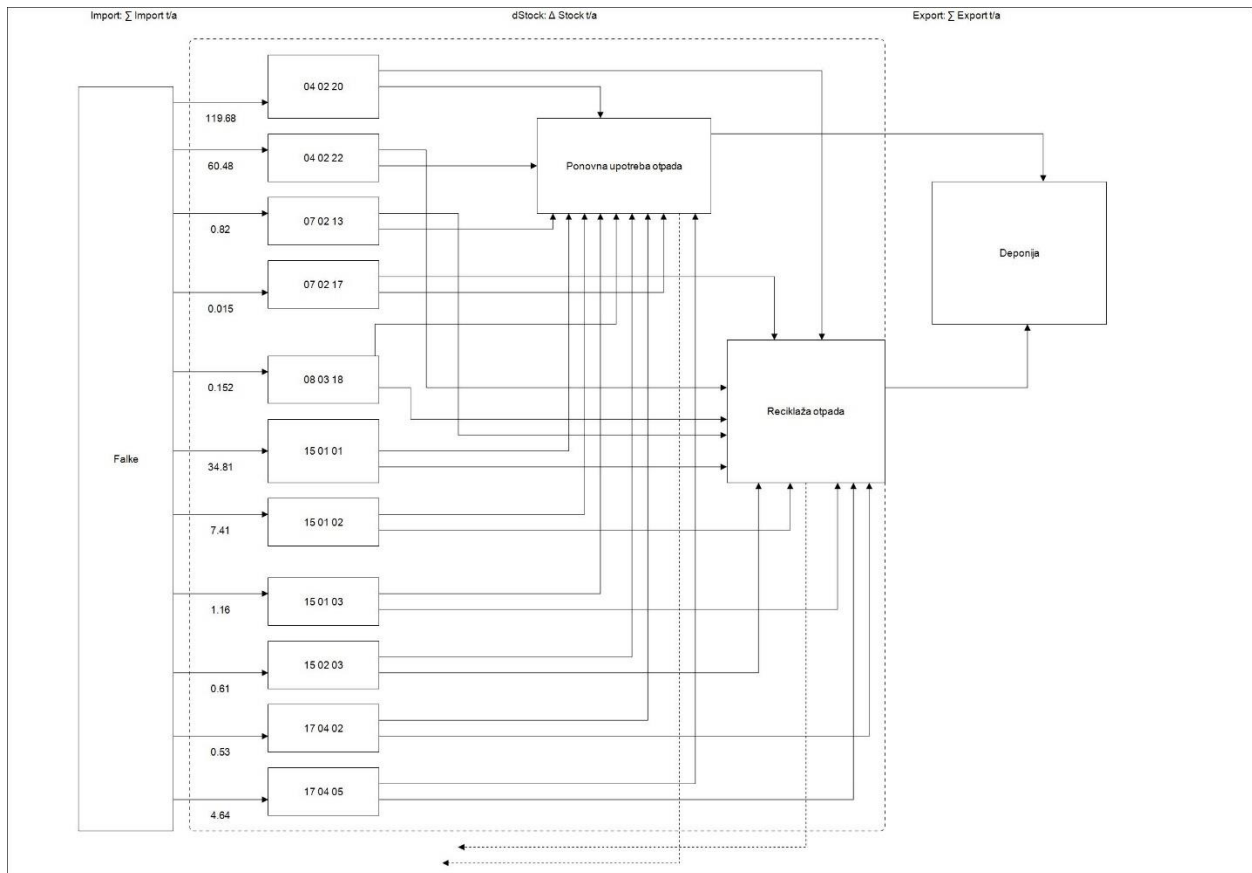 Import: ∑ Import t/a
dStock: Δ Stock t/a
Export: ∑ Export t/a
04 02 20
119.68
04 02 22
60.48
Ponovna upotreba otpada
07 02 13
0.82
Deponija
07 02 17
0.015
08 03 18
0.152
Reciklaža otpada
15 01 01
Falke
34.81
15 01 02
7.41
15 01 03
1.16
15 02 03
0.61
17 04 02
0.53
17 04 05
4.64